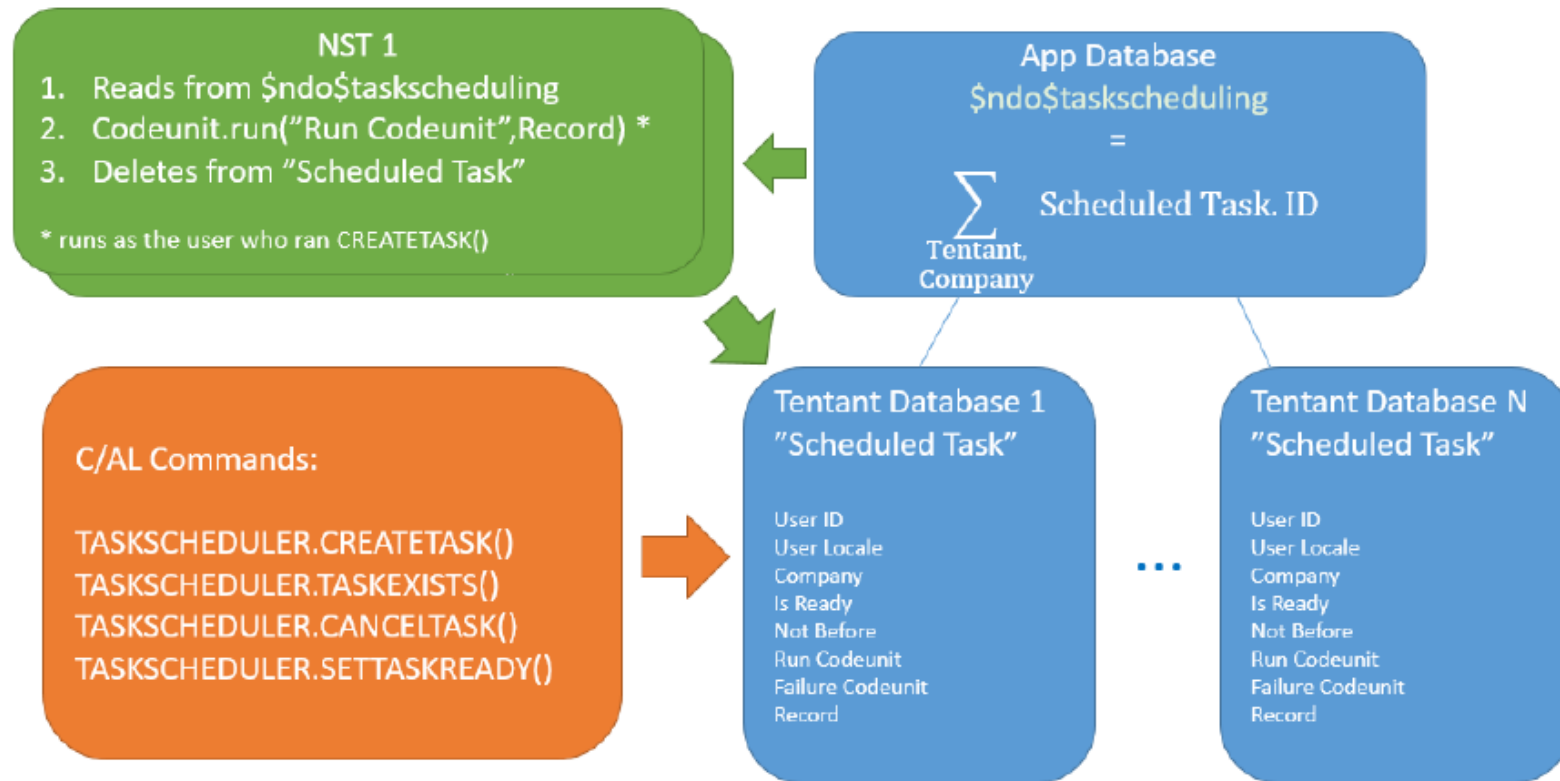 NST 1
1. Reads from $ndo$taskscheduling
2. Codeunit.run(”Run Codeunit”,Record) *
3. Deletes from ”Scheduled Task”
* runs as the user who ran CREATETASK()
App Database
$ndo$taskscheduling
=
∑ Scheduled Task. ID
Tentant,
Company
C/AL Commands:
TASKSCHEDULER.CREATETASK()
TASKSCHEDULER.TASKEXISTS()
TASKSCHEDULER.CANCELTASK()
TASKSCHEDULER.SETTASKREADY()
Tentant Database 1
”Scheduled Task”
User ID
User Locale
Company
Is Ready
Not Before
Run Codeunit
Failure Codeunit
Record
...
Tentant Database N
”Scheduled Task”
User ID
User Locale
Company
Is Ready
Not Before
Run Codeunit
Failure Codeunit
Record